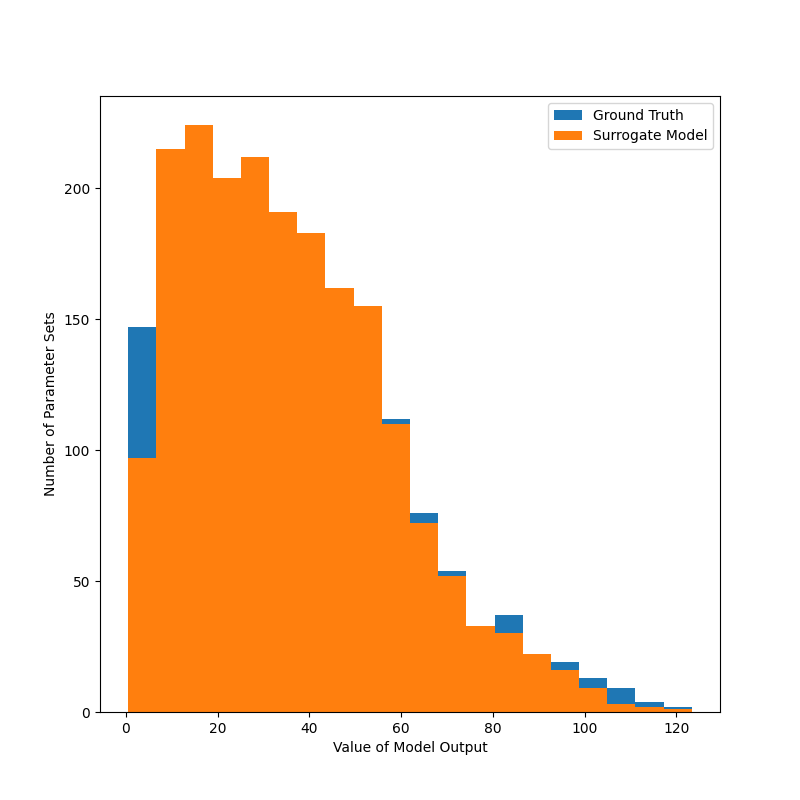 Ground Truth
Surrogate Model
Number of Parameter Sets
200
150
100
50
0
0 20 40 60 80 100 120
Value of Model Output